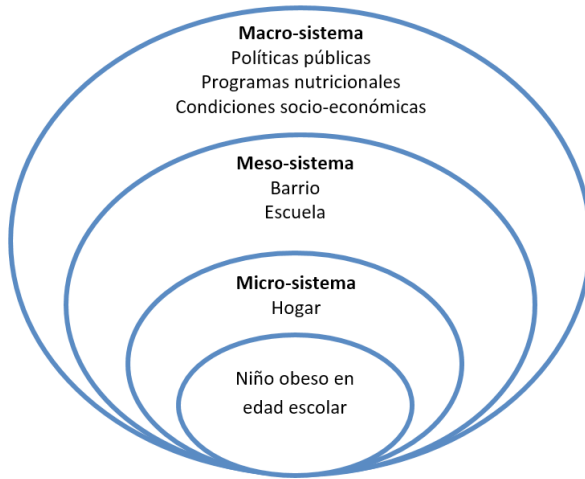 Macro-sistema
Políticas públicas
Programas nutricionales
Condiciones socio-económicas
Meso-sistema
Barrio
Escuela
Micro-sistema
Hogar
Niño obeso en
edad escolar